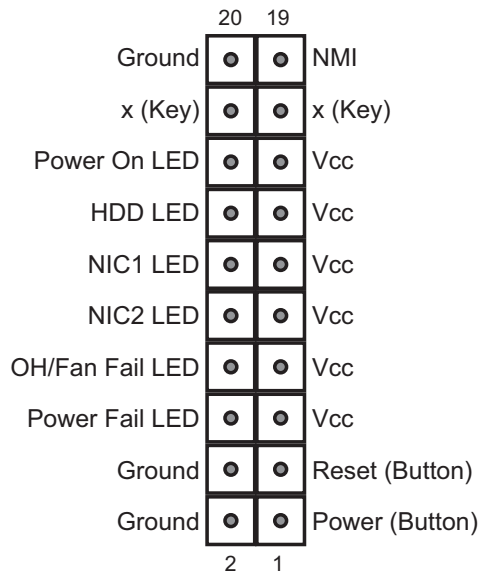 20 19
Ground NMI
x (Key) x (Key)
Power On LED Vcc
HDD LED Vcc
NIC1 LED Vcc
NIC2 LED Vcc
OH/Fan Fail LED Vcc
Power Fail LED Vcc
Ground Reset (Button)
Ground Power (Button)
2 1